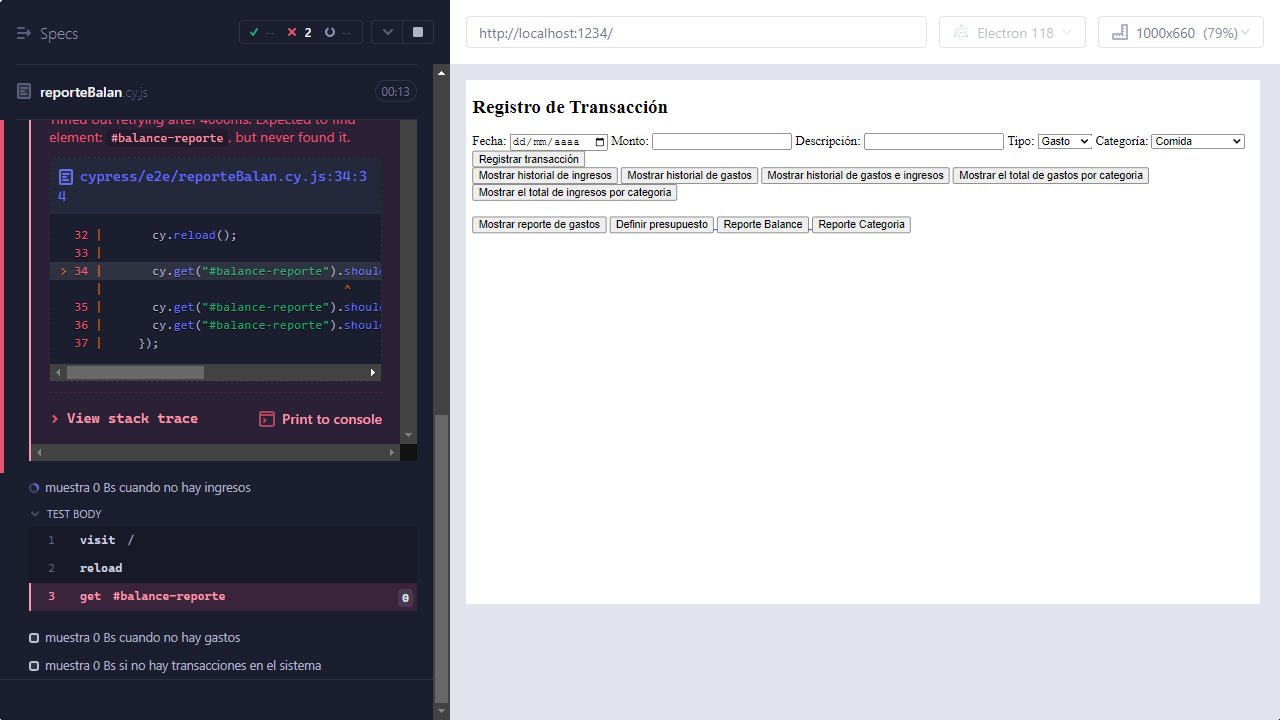 Specs
-- 2 --
reporteBalan.cy.js 00:13
Timed out retrying after 4000ms: Expected to find
element: #balance-reporte, but never found it.
cypress/e2e/reporteBalan.cy.js:34:3
4
32 | cy.reload();
33 |
> 34 | cy.get("#balance-reporte").should
| ^
35 | cy.get("#balance-reporte").should
36 | cy.get("#balance-reporte").should
37 | });
> View stack trace
Print to console
muestra 0 Bs cuando no hay ingresos
TEST BODY
1 visit /
2 reload
3 get #balance-reporte 0
muestra 0 Bs cuando no hay gastos
muestra 0 Bs si no hay transacciones en el sistema
http://localhost:1234/
Electron 118
1000x660 (79%)
Registro de Transacción
Fecha: dd/mm/aaaa Monto: Descripción: Tipo: Gasto Categoría: Comida
Registrar transacción
Mostrar historial de ingresos Mostrar historial de gastos Mostrar historial de gastos e ingresos Mostrar el total de gastos por categoria
Mostrar el total de ingresos por categoria
Mostrar reporte de gastos Definir presupuesto Reporte Balance Reporte Categoria